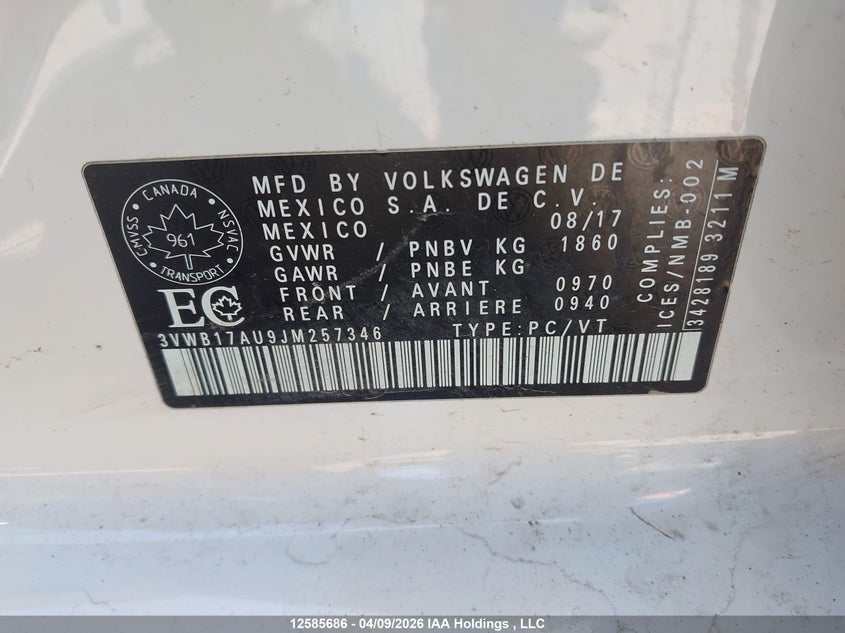 CANADA
CMVSS
NSVAC
961
TRANSPORT
EC
MFD BY VOLKSWAGEN DE
MEXICO S.A. DE C.V.
MEXICO 08/17
GVWR / PNBV KG 1860
GAWR / PNBE KG
FRONT / AVANT 0970
REAR / ARRIERE 0940
3VWB17AU9JM257346 TYPE:PC/VT
COMPLIES:
ICES/NMB-002
3428189 3211M
12585686 - 04/09/2026 IAA Holdings , LLC